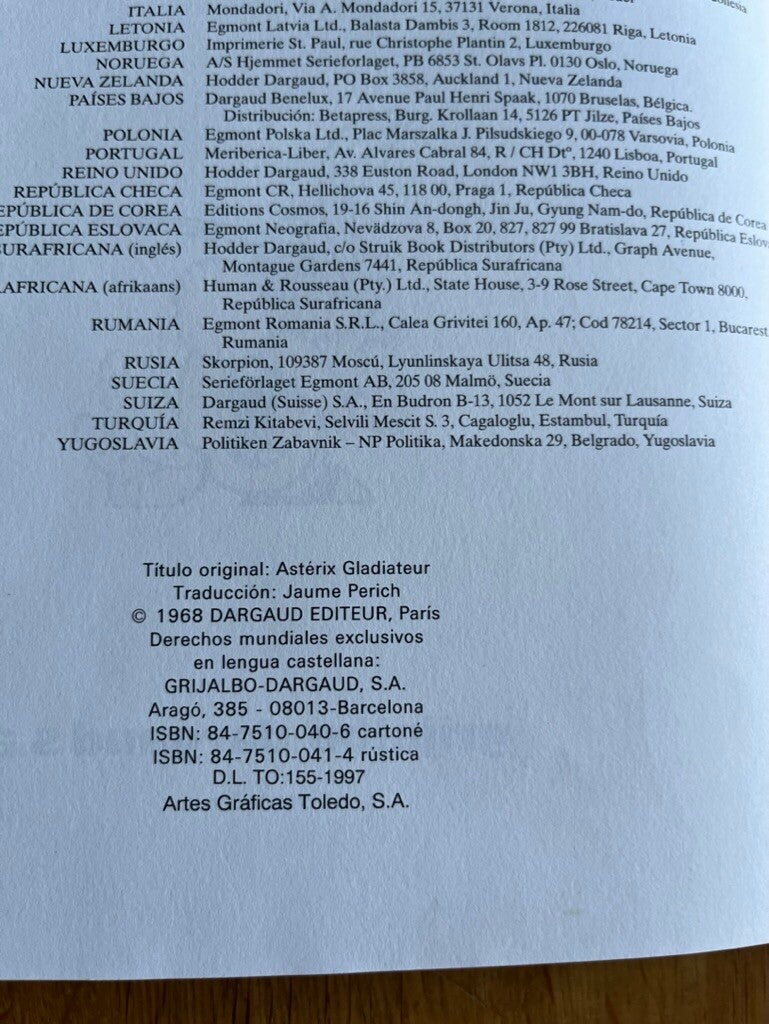 ITALIA Mondadori, Via A. Mondadori 15, 37131 Verona, Italia
LETONIA Egmont Latvia Ltd., Balasta Dambis 3, Room 1812, 226081 Riga, Letonia
LUXEMBURGO Imprimerie St. Paul, rue Christophe Plantin 2, Luxemburgo
NORUEGA A/S Hjemmet Serieforlaget, PB 6853 St. Olavs Pl. 0130 Oslo, Noruega
NUEVA ZELANDA Hodder Dargaud, PO Box 3858, Auckland 1, Nueva Zelanda
PAÍSES BAJOS Dargaud Benelux, 17 Avenue Paul Henri Spaak, 1070 Bruselas, Bélgica.
Distribución: Betapress, Burg. Krollaan 14, 5126 PT Jilze, Países Bajos
POLONIA Egmont Polska Ltd., Plac Marszalka J. Pilsudskiego 9, 00-078 Varsovia, Polonia
PORTUGAL Meriberica-Liber, Av. Alvares Cabral 84, R / CH Dtº, 1240 Lisboa, Portugal
REINO UNIDO Hodder Dargaud, 338 Euston Road, London NW1 3BH, Reino Unido
REPÚBLICA CHECA Egmont CR, Hellichova 45, 118 00, Praga 1, República Checa
EPÚBLICA DE COREA Editions Cosmos, 19-16 Shin An-dongh, Jin Ju, Gyung Nam-do, República de Corea
EPÚBLICA ESLOVACA Egmont Neografia, Nevädzova 8, Box 20, 827, 827 99 Bratislava 27, República Eslov
SURAFRICANA (inglés) Hodder Dargaud, c/o Struik Book Distributors (Pty) Ltd., Graph Avenue,
Montague Gardens 7441, República Surafricana
RAFRICANA (afrikaans) Human & Rousseau (Pty.) Ltd., State House, 3-9 Rose Street, Cape Town 8000,
República Surafricana
RUMANIA Egmont Romania S.R.L., Calea Grivitei 160, Ap. 47; Cod 78214, Sector 1, Bucarest
Rumania
RUSIA Skorpion, 109387 Moscú, Lyunlinskaya Ulitsa 48, Rusia
SUECIA Serieförlaget Egmont AB, 205 08 Malmö, Suecia
SUIZA Dargaud (Suisse) S.A., En Budron B-13, 1052 Le Mont sur Lausanne, Suiza
TURQUÍA Remzi Kitabevi, Selvili Mescit S. 3, Cagaloglu, Estambul, Turquía
YUGOSLAVIA Politiken Zabavnik – NP Politika, Makedonska 29, Belgrado, Yugoslavia
Título original: Astérix Gladiateur
Traducción: Jaume Perich
© 1968 DARGAUD EDITEUR, París
Derechos mundiales exclusivos
en lengua castellana:
GRIJALBO-DARGAUD, S.A.
Aragó, 385 - 08013-Barcelona
ISBN: 84-7510-040-6 cartoné
ISBN: 84-7510-041-4 rústica
D.L. TO:155-1997
Artes Gráficas Toledo, S.A.